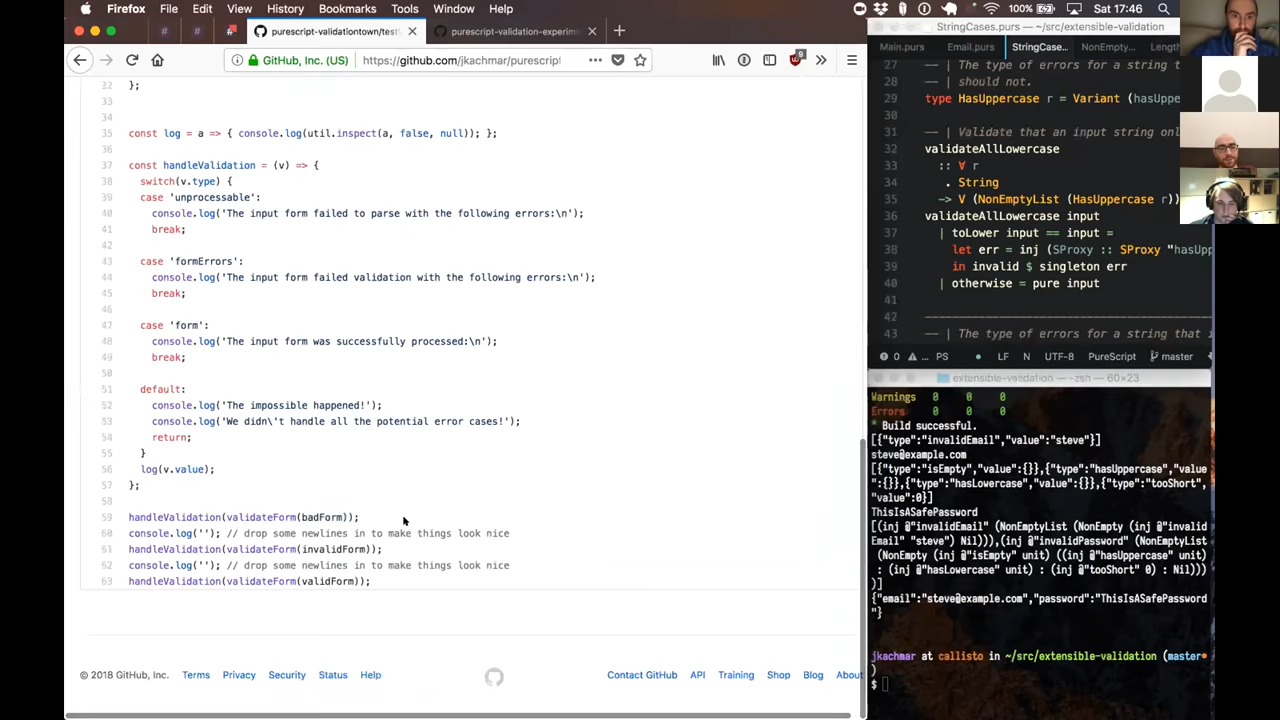 Firefox File Edit View History Bookmarks Tools Window Help
100% Sat 17:46
purescript-validationtown/test
purescript-validation-experim
GitHub, Inc. (US) https://github.com/jkachmar/purescript
9
22 };
33
34
35 const log = a => { console.log(util.inspect(a, false, null)); };
36
37 const handleValidation = (v) => {
38 switch(v.type) {
39 case 'unprocessable':
40 console.log('The input form failed to parse with the following errors:\n');
41 break;
42
43 case 'formErrors':
44 console.log('The input form failed validation with the following errors:\n');
45 break;
46
47 case 'form':
48 console.log('The input form was successfully processed:\n');
49 break;
50
51 default:
52 console.log('The impossible happened!');
53 console.log('We didn\'t handle all the potential error cases!');
54 return;
55 }
56 log(v.value);
57 };
58
59 handleValidation(validateForm(badForm));
60 console.log(''); // drop some newlines in to make things look nice
61 handleValidation(validateForm(invalidForm));
62 console.log(''); // drop some newlines in to make things look nice
63 handleValidation(validateForm(validForm));
© 2018 GitHub, Inc. Terms Privacy Security Status Help
Contact GitHub API Training Shop Blog About
StringCases.purs — ~/src/extensible-validation
Main.purs Email.purs StringCase... NonEmpty... Length
27 -- | The type of errors for a string t
28 -- | should not.
29 type HasUppercase r = Variant (hasUppe
30
31 -- | Validate that an input string onl
32 validateAllLowercase
33 :: ∀ r
34 . String
35 -> V (NonEmptyList (HasUppercase r))
36 validateAllLowercase input
37 | toLower input == input =
38 let err = inj (SProxy :: SProxy "hasUp
39 in invalid $ singleton err
40 | otherwise = pure input
41
42
43 -- | The type of errors for a string that i
0 ... PS LF N UTF-8 PureScript master
extensible-validation — -zsh — 60×23
Warnings 0 0 0
Errors 0 0 0
* Build successful.
[{"type":"invalidEmail","value":"steve"}]
steve@example.com
[{"type":"isEmpty","value":{}},{"type":"hasUppercase","value
":{}},{"type":"hasLowercase","value":{}},{"type":"tooShort",
"value":0}]
ThisIsASafePassword
[(inj @"invalidEmail" (NonEmptyList (NonEmpty (inj @"invalid
Email" "steve") Nil))),(inj @"invalidPassword" (NonEmptyList
(NonEmpty (inj @"isEmpty" unit) ((inj @"hasUppercase" unit)
: (inj @"hasLowercase" unit) : (inj @"tooShort" 0) : Nil)))
)]
{"email":"steve@example.com","password":"ThisIsASafePassword
"}
jkachmar at callisto in ~/src/extensible-validation (master•
)
$